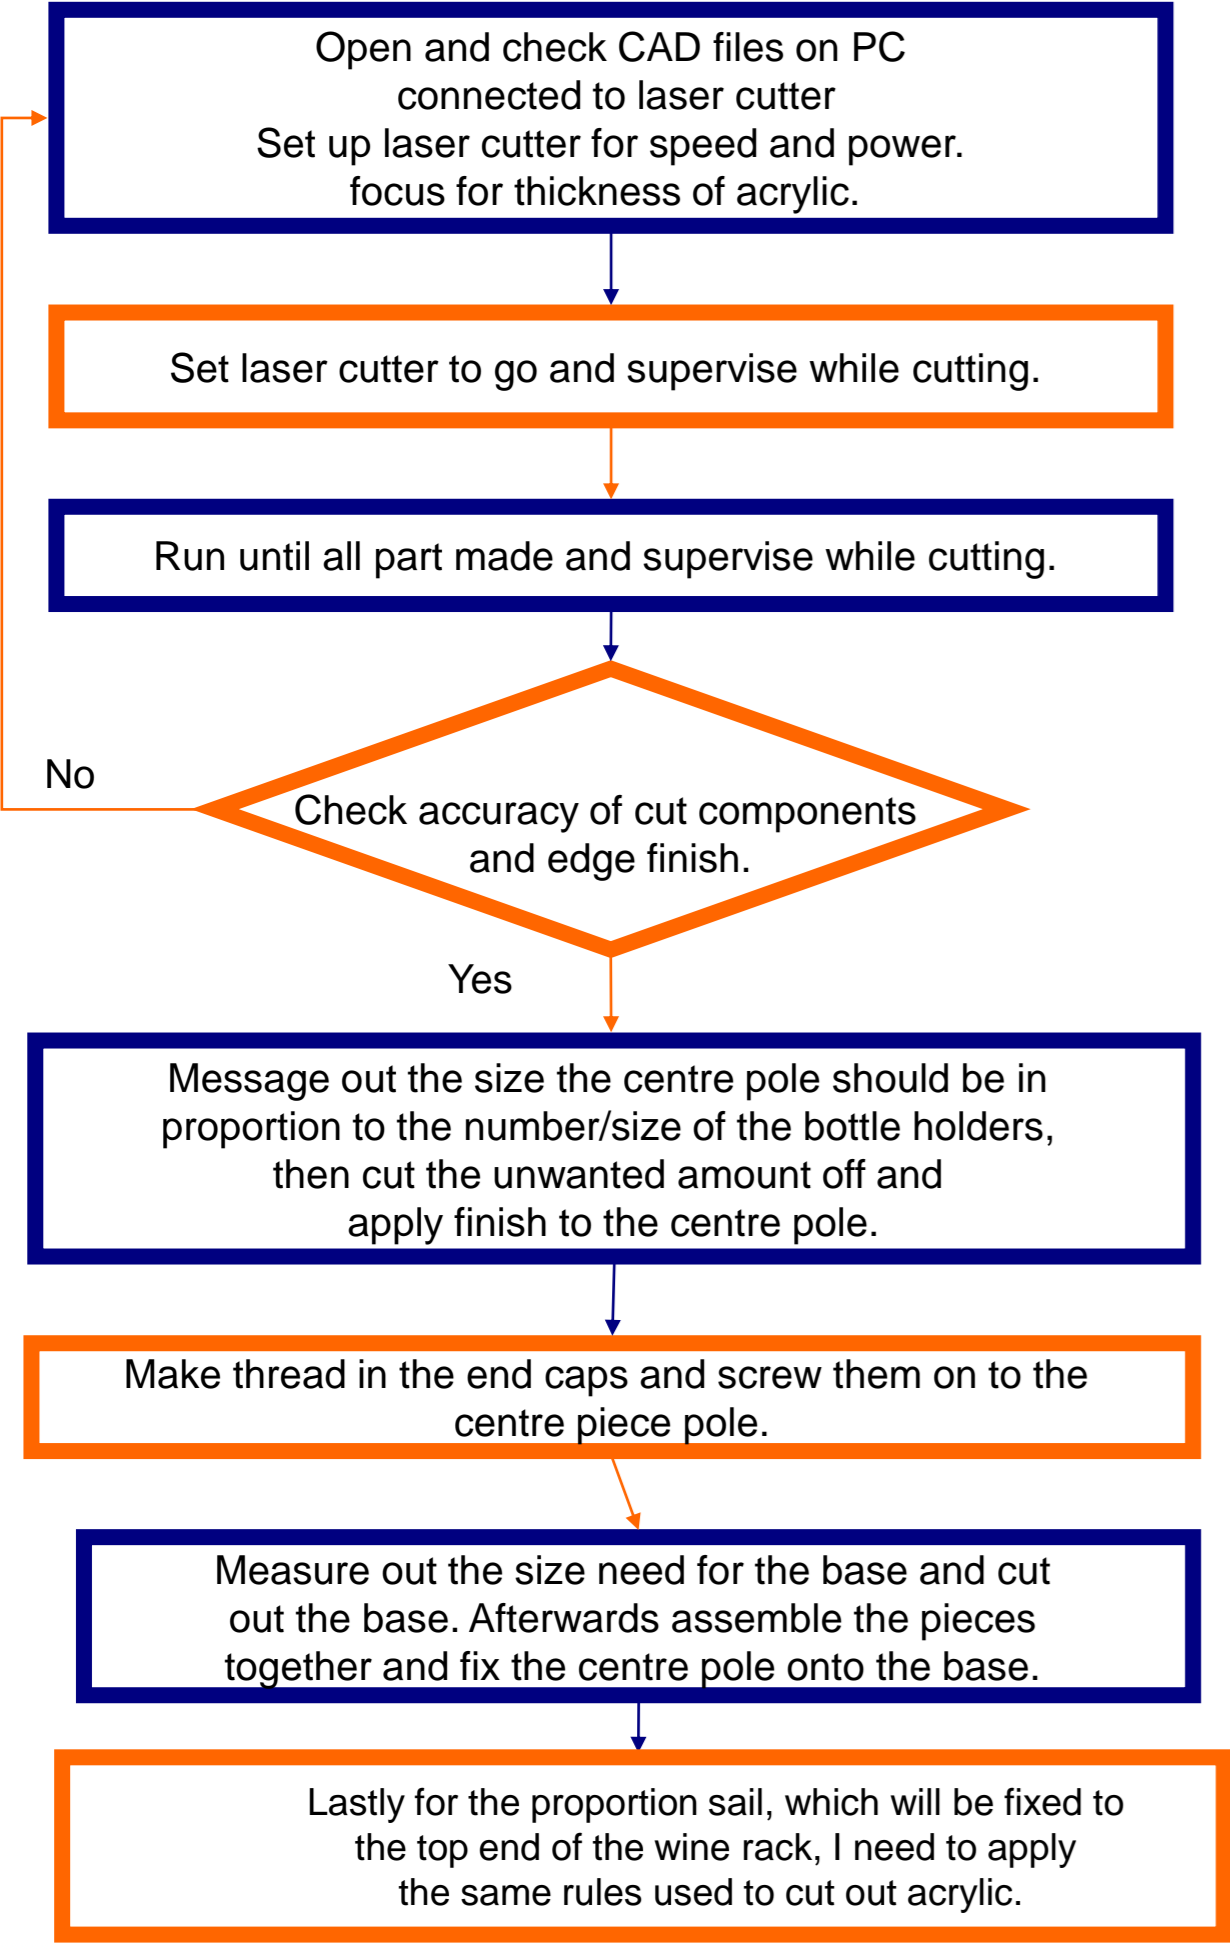 Open and check CAD files on PC
connected to laser cutter
Set up laser cutter for speed and power.
focus for thickness of acrylic.
Set laser cutter to go and supervise while cutting.
Run until all part made and supervise while cutting.
No
Check accuracy of cut components
and edge finish.
Yes
Message out the size the centre pole should be in
proportion to the number/size of the bottle holders,
then cut the unwanted amount off and
apply finish to the centre pole.
Make thread in the end caps and screw them on to the
centre piece pole.
Measure out the size need for the base and cut
out the base. Afterwards assemble the pieces
together and fix the centre pole onto the base.
Lastly for the proportion sail, which will be fixed to
the top end of the wine rack, I need to apply
the same rules used to cut out acrylic.